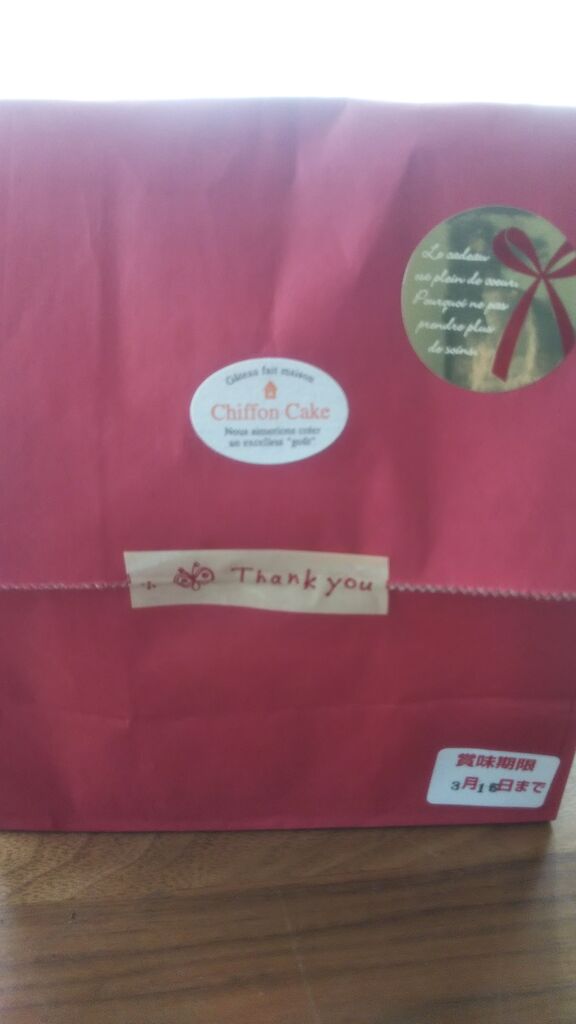 Le cadeau
est plein de coeur.
Pourquoi ne pas
prendre plus
de soins.
Gâteau fait maison
Chiffon Cake
Nous aimerions créer
un excellent "goût".
Thank you
賞味期限
3月16日まで